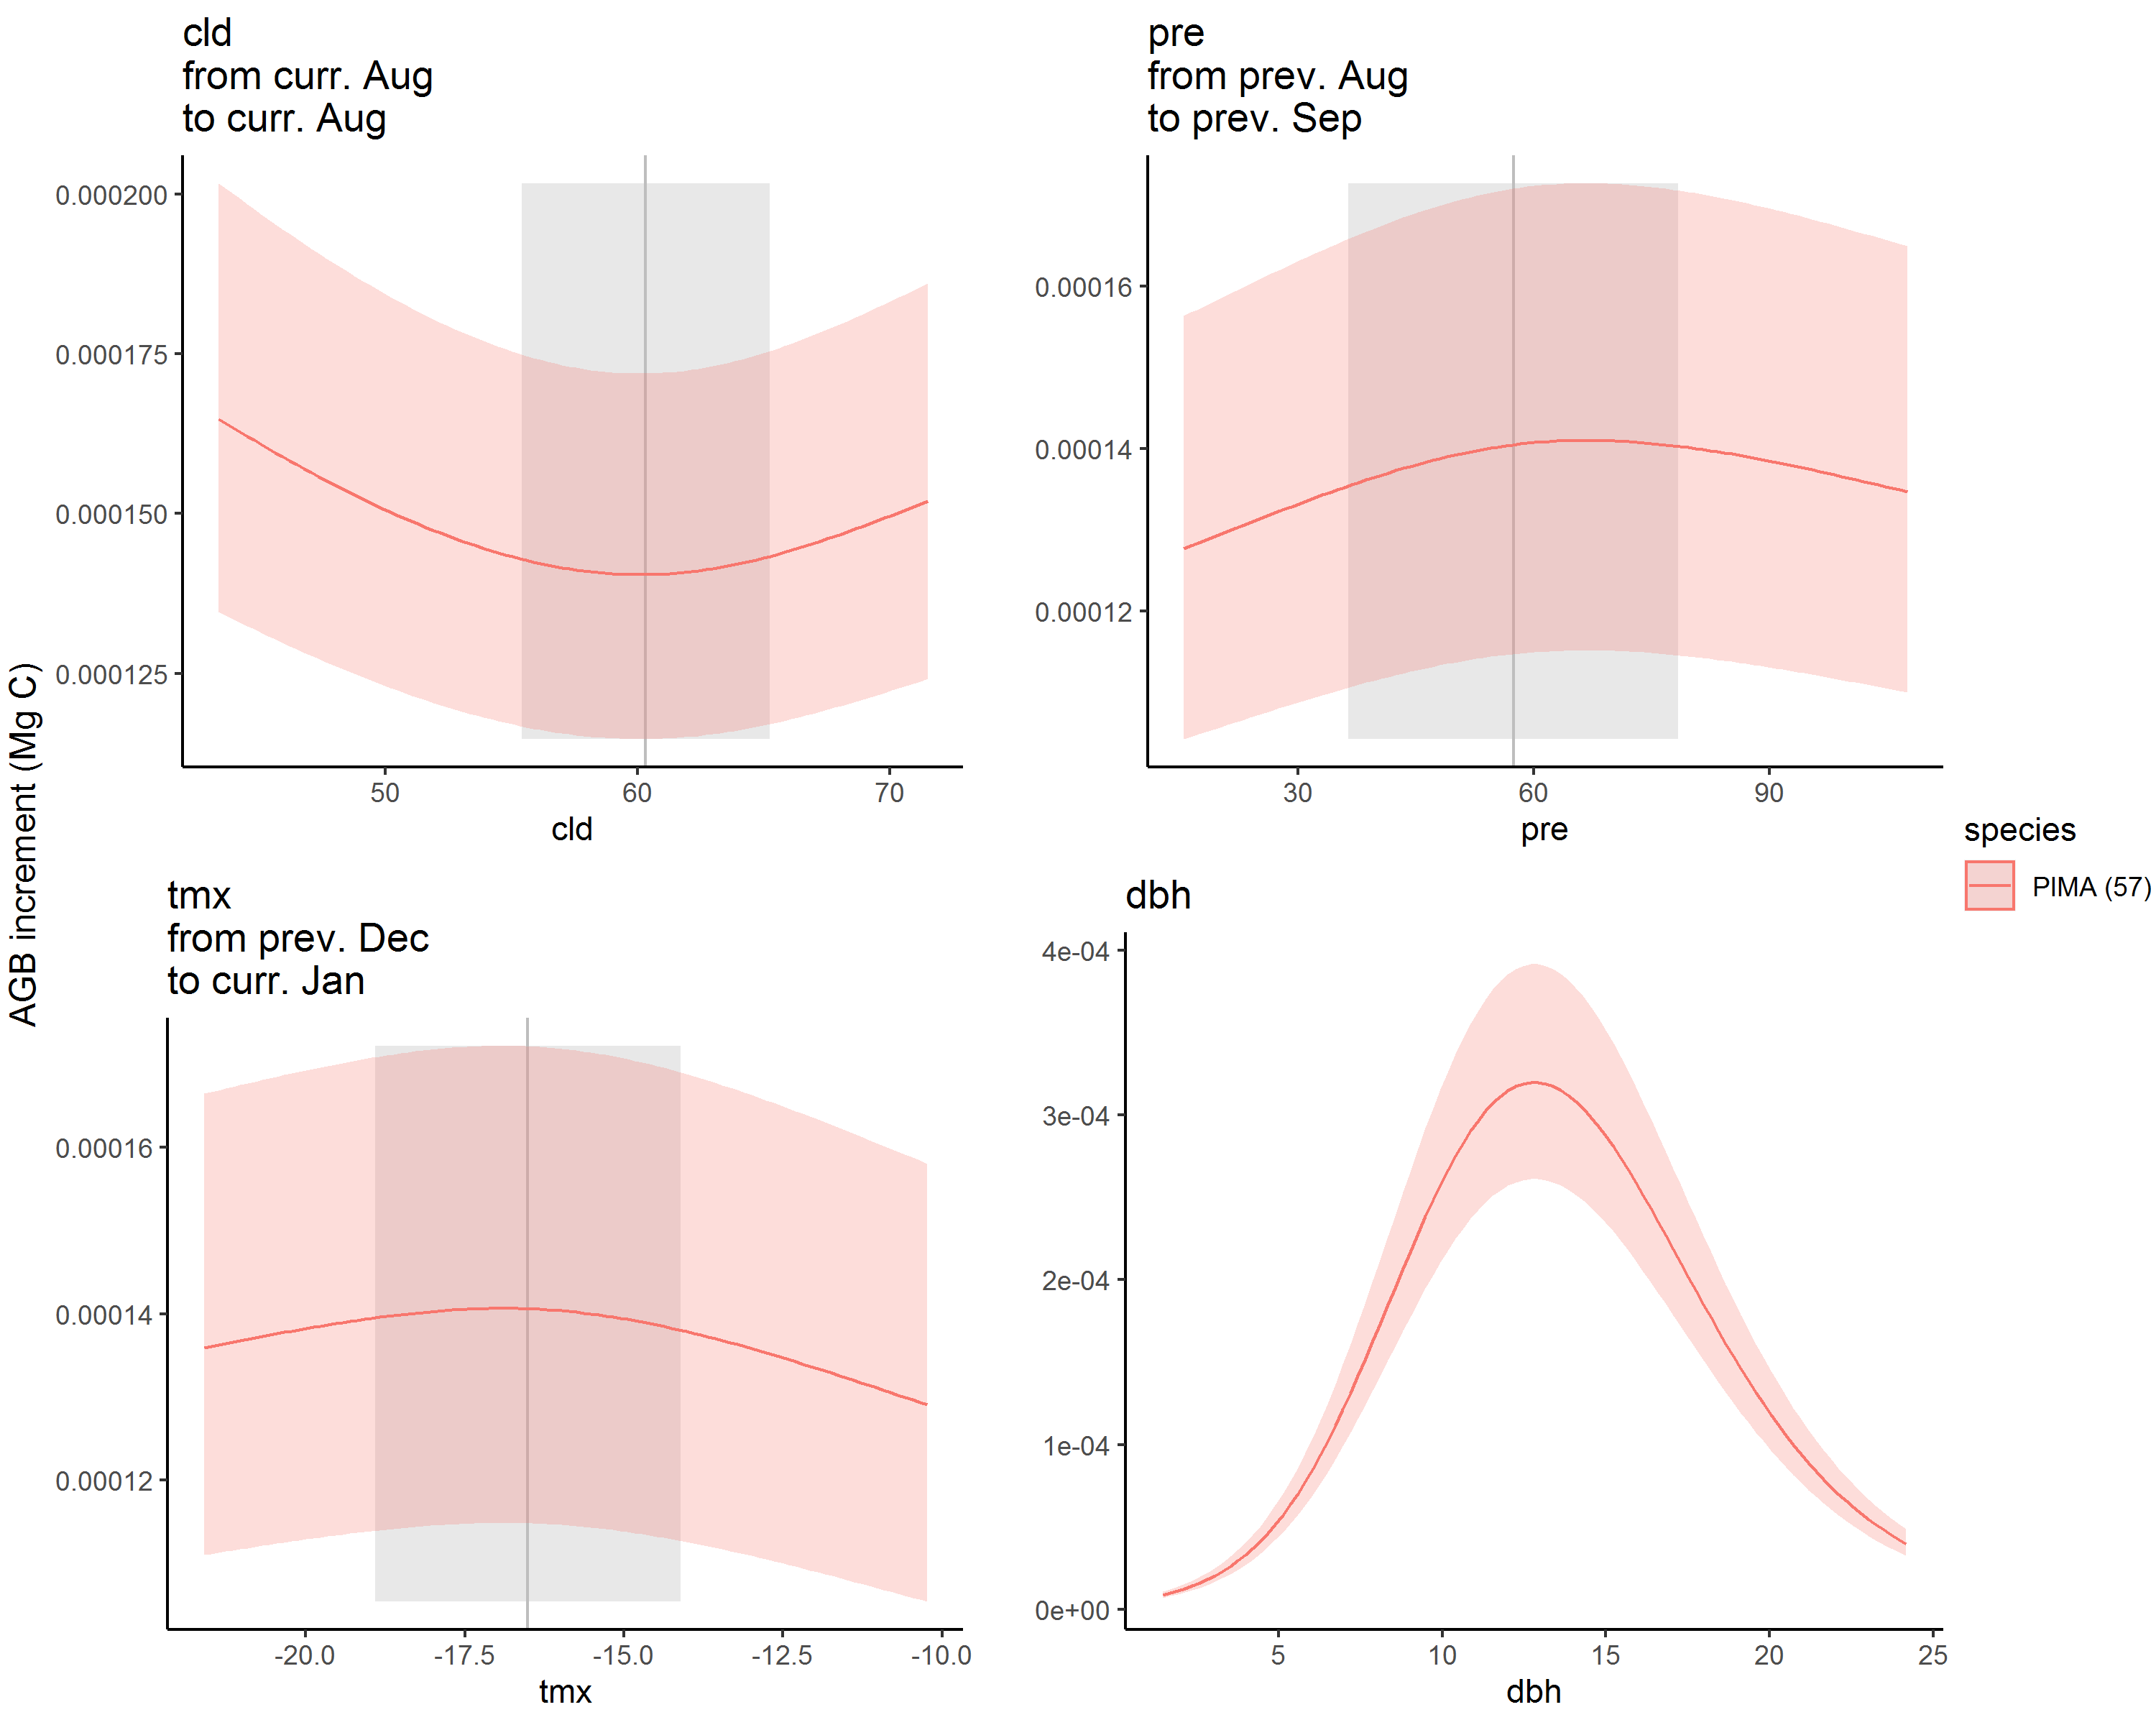 cld
from curr. Aug
to curr. Aug
0.000200
0.000175
0.000150
0.000125
50
60
70
cld
pre
from prev. Aug
to prev. Sep
0.00016
0.00014
0.00012
30
60
90
pre
AGB increment (Mg C)
tmx
from prev. Dec
to curr. Jan
0.00016
0.00014
0.00012
-20.0
-17.5
-15.0
-12.5
-10.0
tmx
dbh
4e-04
3e-04
2e-04
1e-04
0e+00
5
10
15
20
25
dbh
species
PIMA (57)